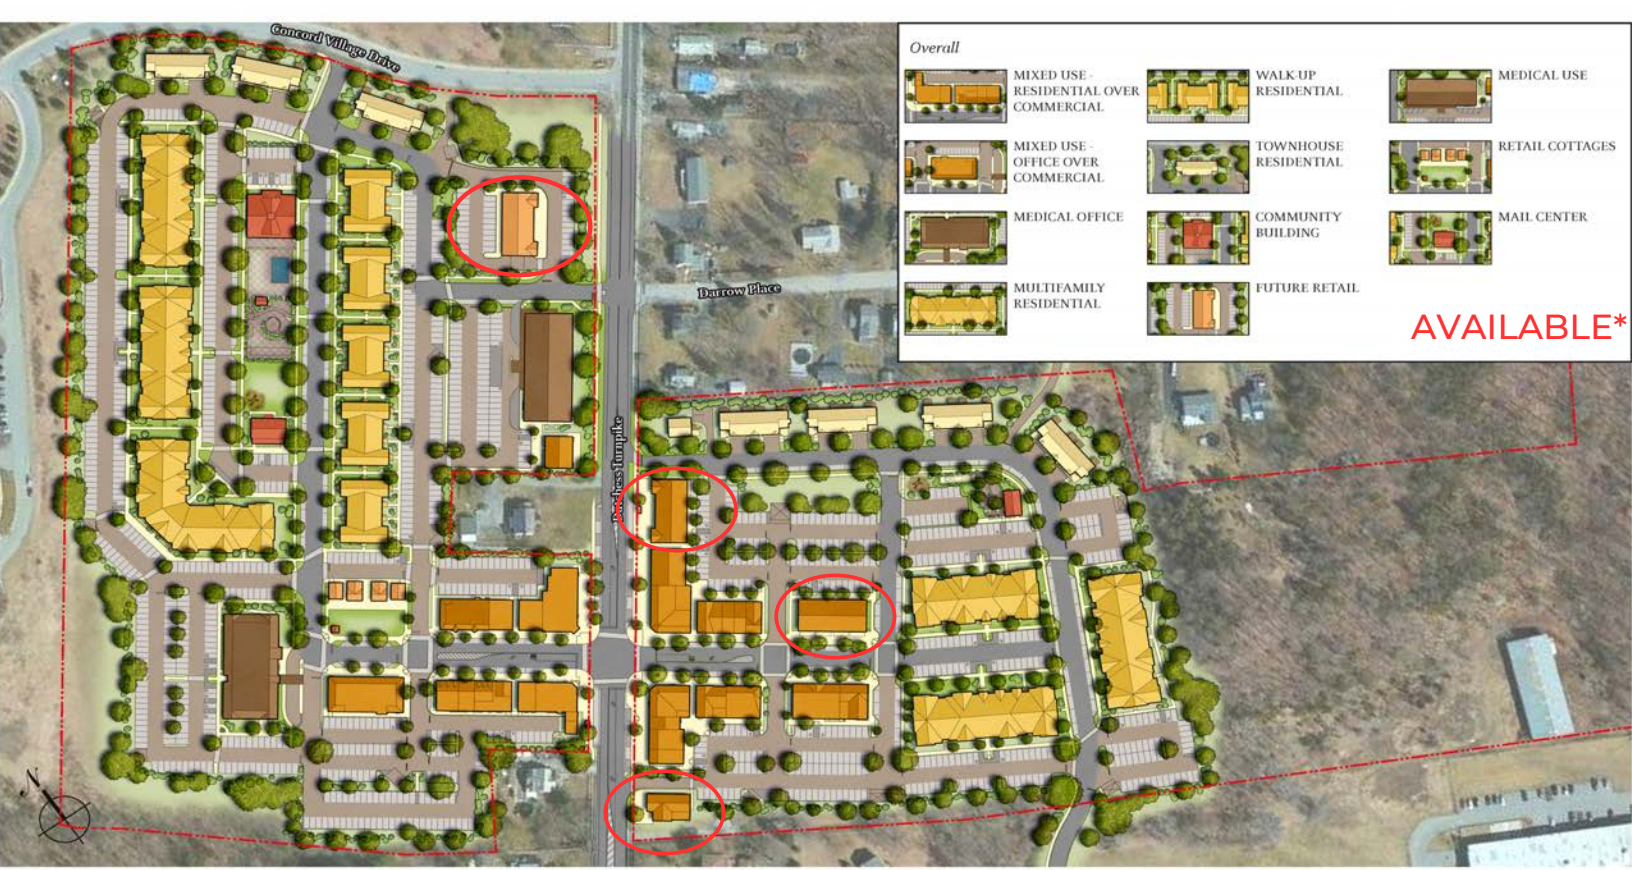 Concord Village Drive
Overall
MIXED USE -
RESIDENTIAL OVER
COMMERCIAL
WALK-UP
RESIDENTIAL
MEDICAL USE
MIXED USE -
OFFICE OVER
COMMERCIAL
TOWNHOUSE
RESIDENTIAL
RETAIL COTTAGES
MEDICAL OFFICE
COMMUNITY
BUILDING
MAIL CENTER
MULTIFAMILY
RESIDENTIAL
FUTURE RETAIL
AVAILABLE*
Darrow Place
Dutchess Turnpike
N